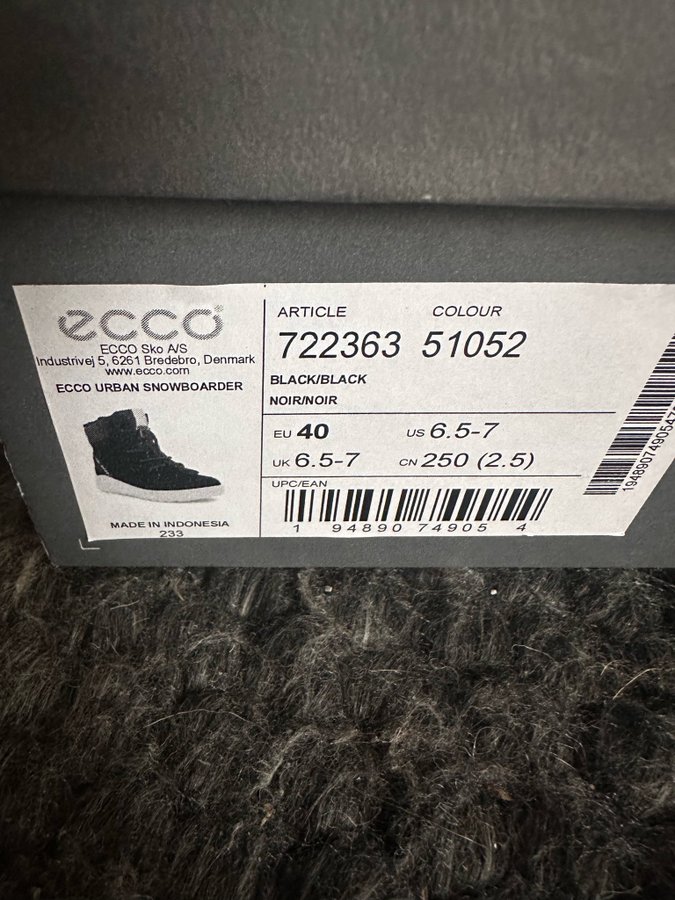 ecco
ECCO Sko A/S
Industrivej 5, 6261 Bredebro, Denmark
www.ecco.com
ECCO URBAN SNOWBOARDER
MADE IN INDONESIA
233
ARTICLE COLOUR
722363 51052
BLACK/BLACK
NOIR/NOIR
EU 40 US 6.5-7
UK 6.5-7 CN 250 (2.5)
UPC/EAN
1 94890 74905 4